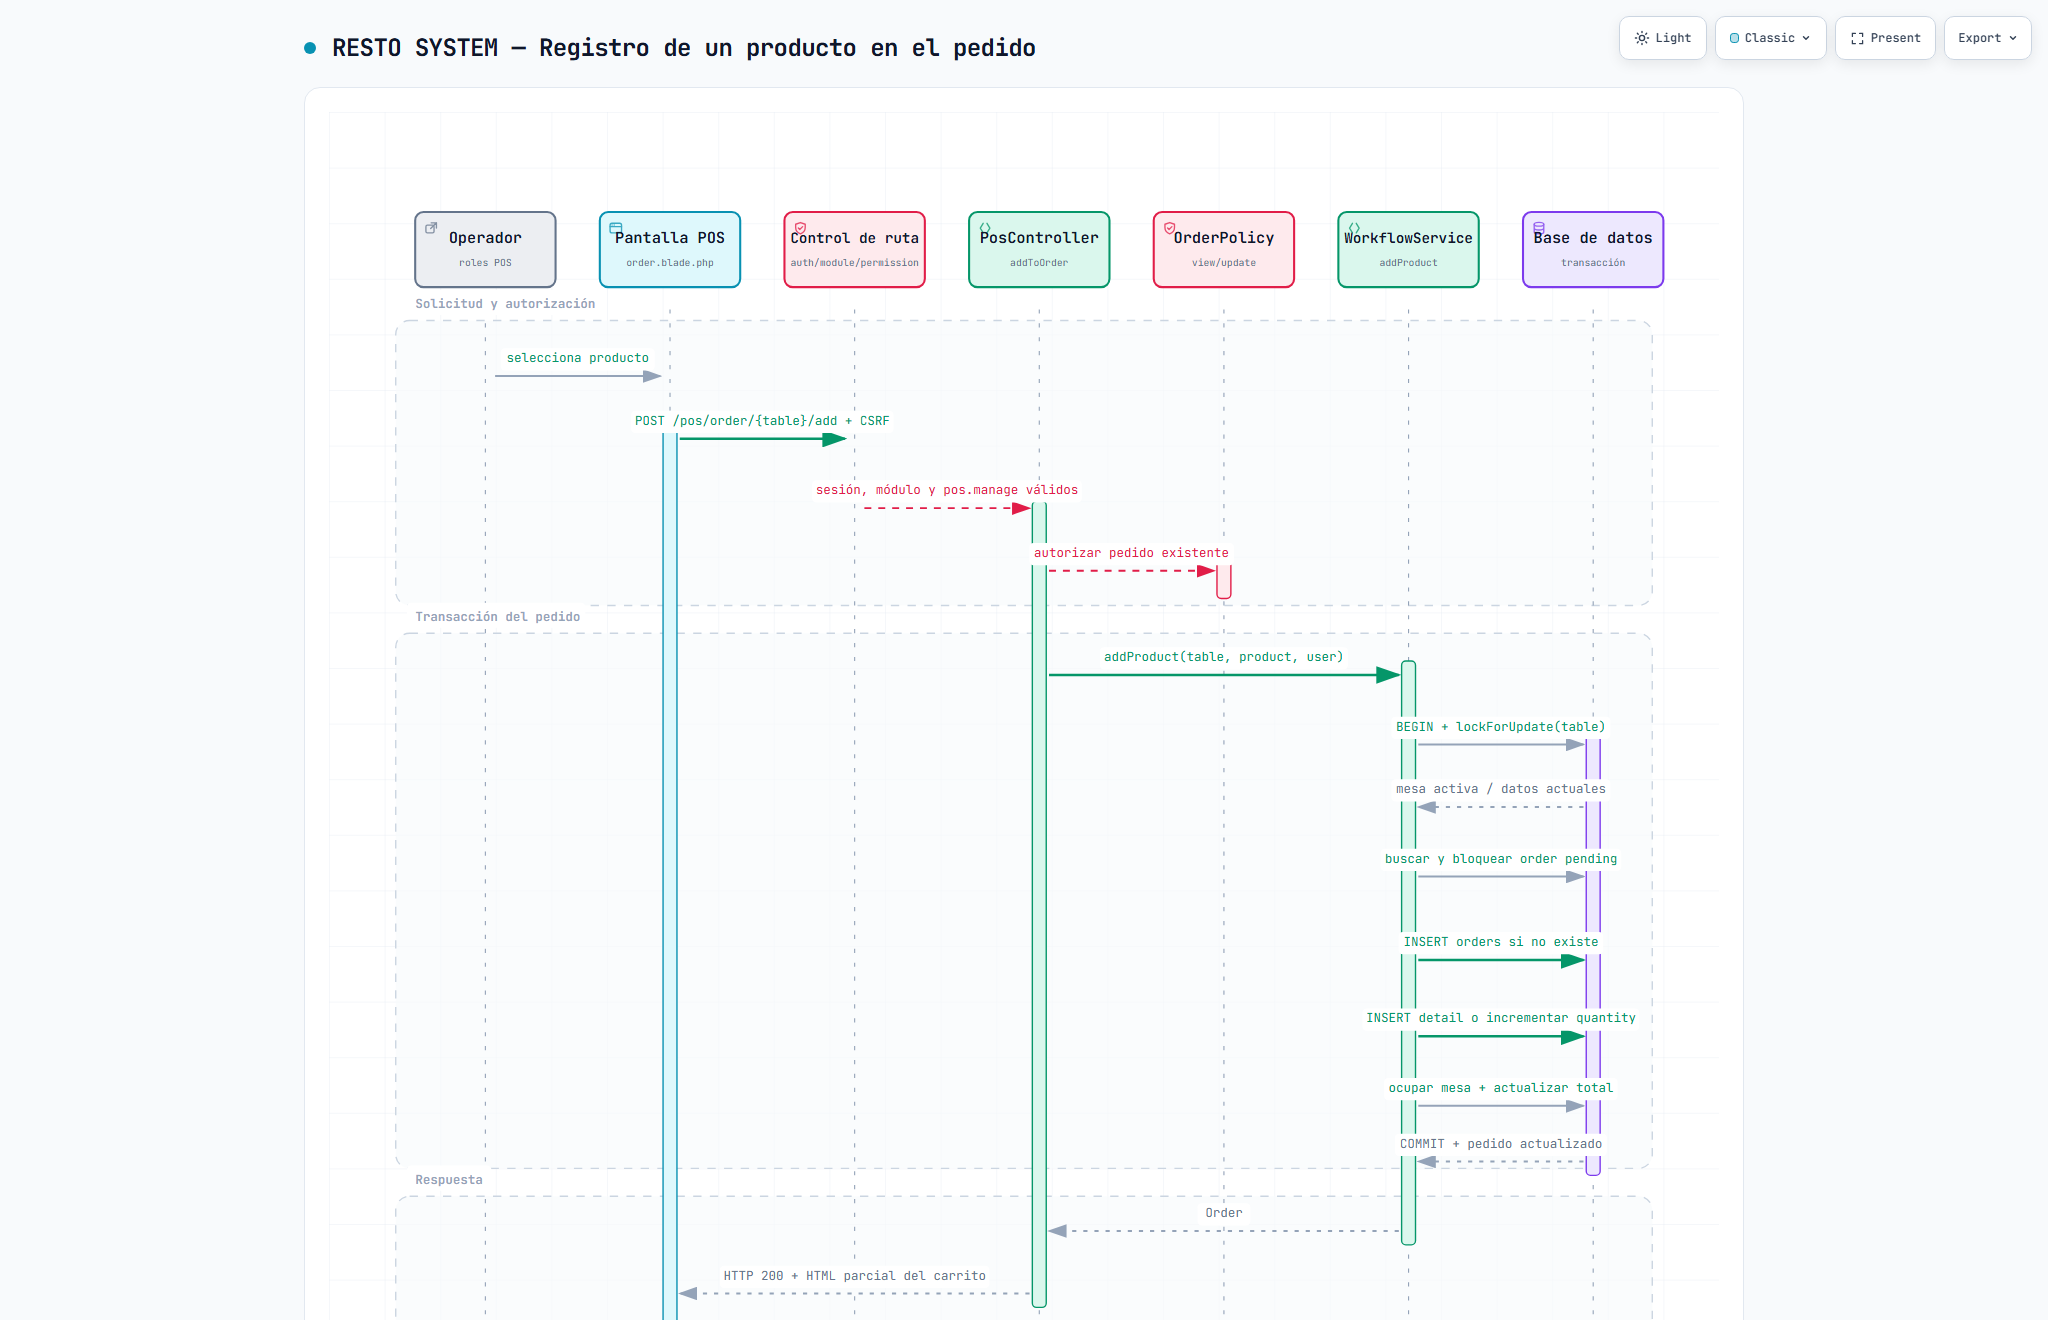 RESTO SYSTEM — Registro de un producto en el pedido
Light
Classic
Present
Export
Operador
roles POS
Pantalla POS
order.blade.php
Control de ruta
auth/module/permission
PosController
addToOrder
OrderPolicy
view/update
WorkflowService
addProduct
Base de datos
transacción
Solicitud y autorización
selecciona producto
POST /pos/order/{table}/add + CSRF
sesión, módulo y pos.manage válidos
autorizar pedido existente
Transacción del pedido
addProduct(table, product, user)
BEGIN + lockForUpdate(table)
mesa activa / datos actuales
buscar y bloquear order pending
INSERT orders si no existe
INSERT detail o incrementar quantity
ocupar mesa + actualizar total
COMMIT + pedido actualizado
Respuesta
Order
HTTP 200 + HTML parcial del carrito